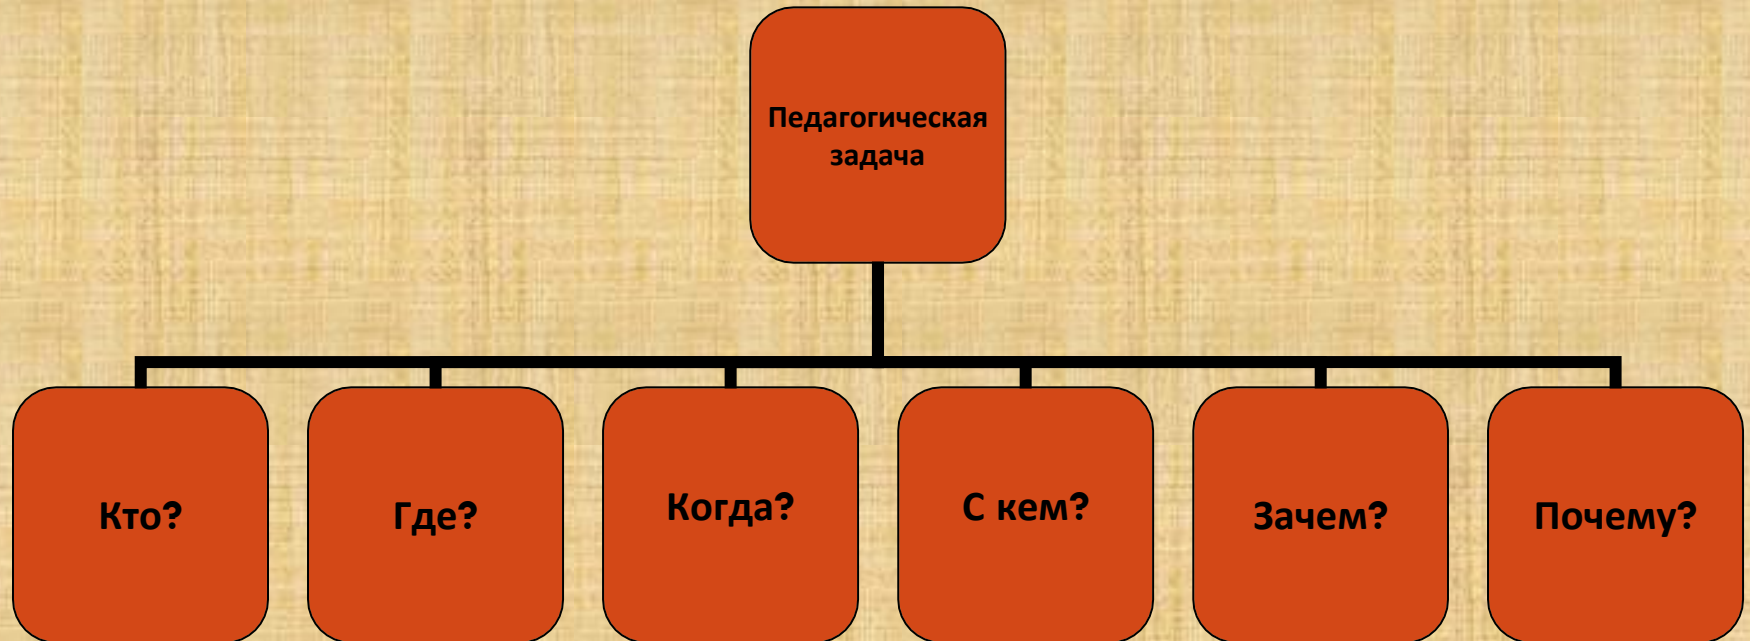 Педагогическая
задача
Кто?
Где?
Когда?
С кем?
Зачем?
Почему?